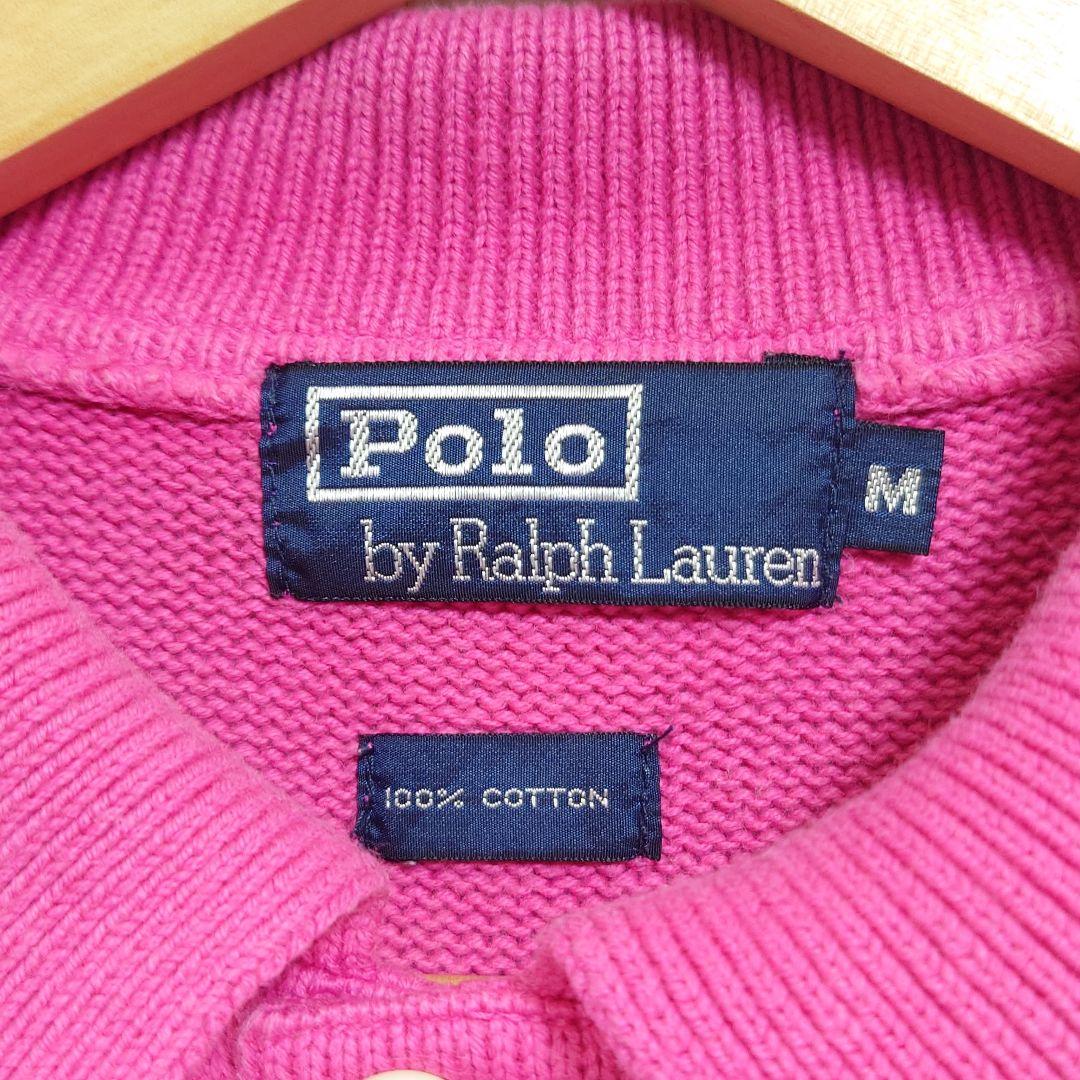 Polo
by Ralph Lauren
M
100% COTTON